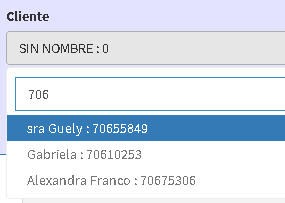 Cliente
SIN NOMBRE : 0
706
sra Guely : 70655849
Gabriela : 70610253
Alexandra Franco : 70675306